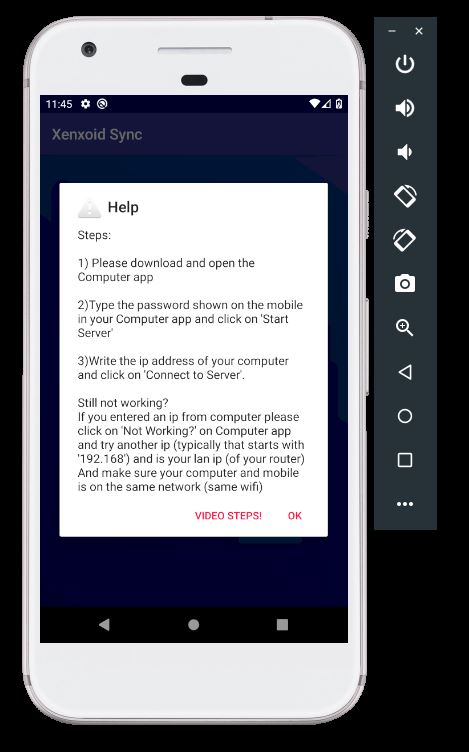 11:45
Xenxoid Sync
Help
Steps:
1) Please download and open the
Computer app
2)Type the password shown on the mobile
in your Computer app and click on 'Start
Server'
3)Write the ip address of your computer
and click on 'Connect to Server'.
Still not working?
If you entered an ip from computer please
click on 'Not Working?' on Computer app
and try another ip (typically that starts with
'192.168') and is your lan ip (of your router)
And make sure your computer and mobile
is on the same network (same wifi)
VIDEO STEPS! OK